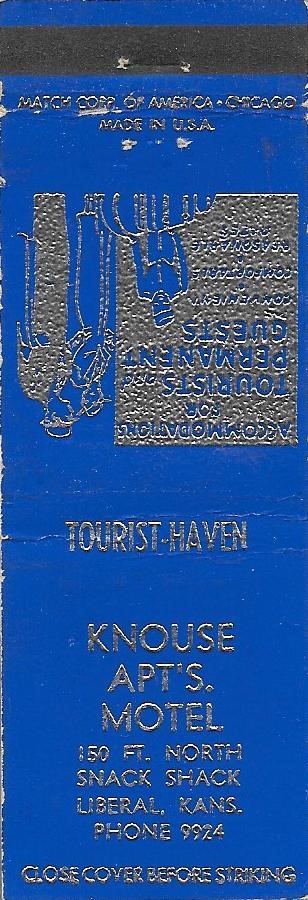 MATCH CORP. OF AMERICA • CHICAGO
MADE IN U.S.A.
ACCOMMODATIONS
FOR
TOURISTS and
PERMANENT
GUESTS
CONVENIENT
COMFORTABLE
REASONABLE
RATES
TOURIST-HAVEN
KNOUSE
APT'S.
MOTEL
150 FT. NORTH
SNACK SHACK
LIBERAL, KANS.
PHONE 9924
CLOSE COVER BEFORE STRIKING